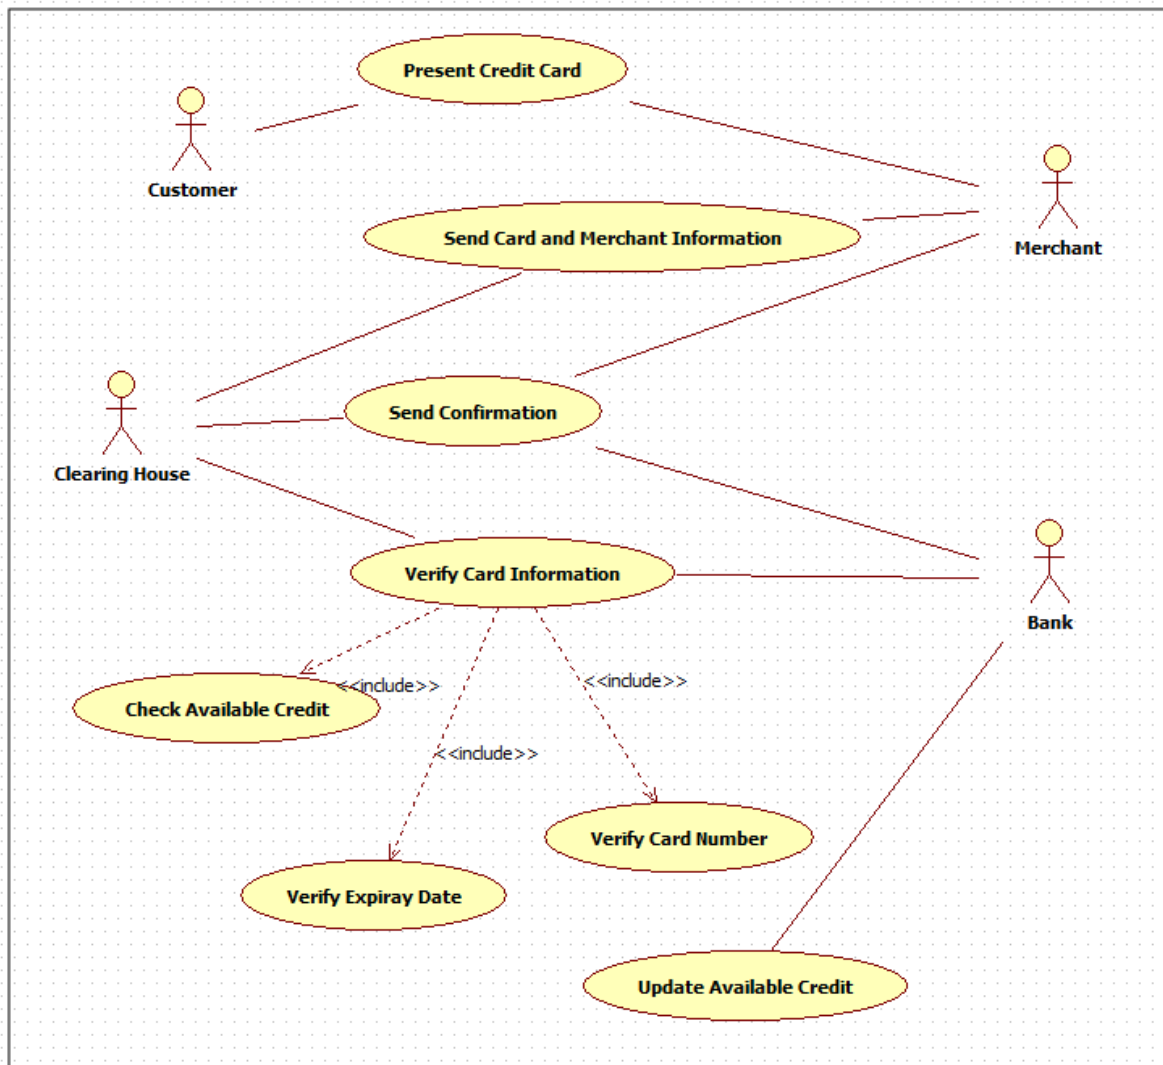 Present Credit Card
Customer
Send Card and Merchant Information
Merchant
Send Confirmation
Clearing House
Verify Card Information
Bank
<<include>>
<<include>>
Check Available Credit
<<include>>
Verify Card Number
Verify Expiray Date
Update Available Credit